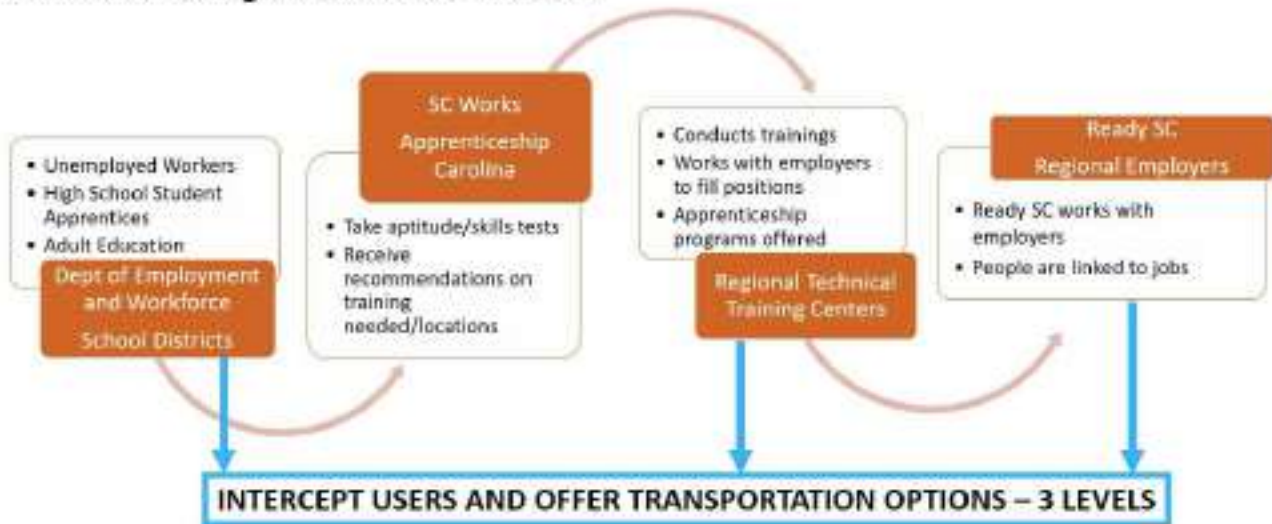 • Unemployed Workers
• High School Student
Apprentices
• Adult Education
Dept of Employment
and Workforce
School Districts
SC Works
Apprenticeship
Carolina
• Take aptitude/skills tests
• Receive
recommendations on
training
needed/locations
• Conducts trainings
• Works with employers
to fill positions
• Apprenticeship
programs offered
Regional Technical
Training Centers
Ready SC
Regional Employers
• Ready SC works with
employers
• People are linked to jobs
INTERCEPT USERS AND OFFER TRANSPORTATION OPTIONS – 3 LEVELS